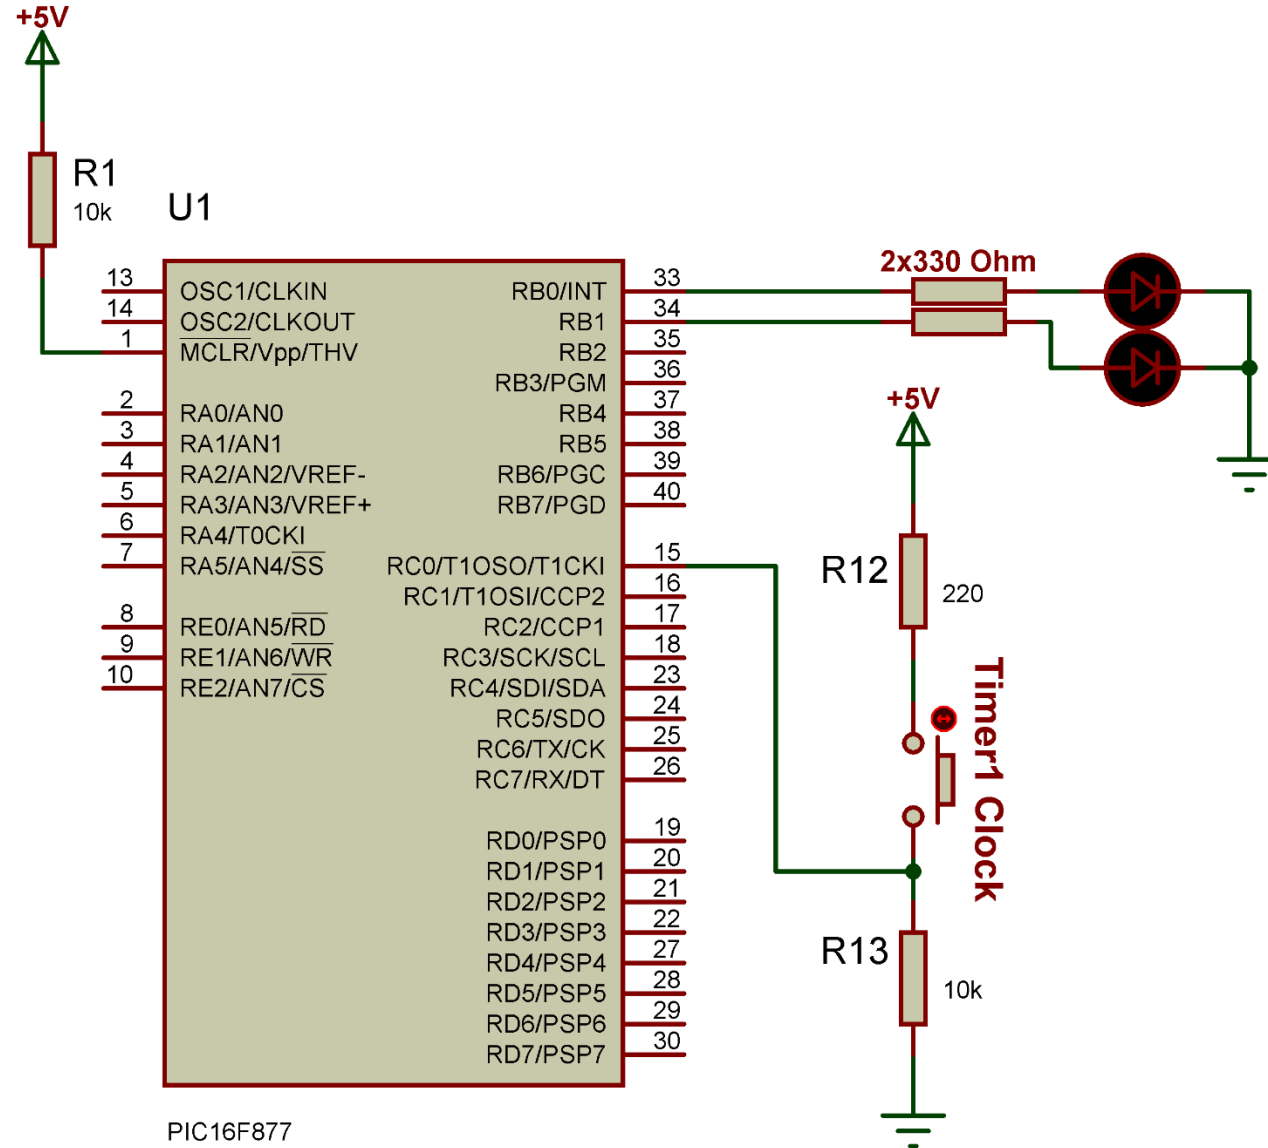 +5V
R1
10k
U1
13
OSC1/CLKIN
14
OSC2/CLKOUT
1
MCLR/Vpp/THV
2
RA0/AN0
3
RA1/AN1
4
RA2/AN2/VREF-
5
RA3/AN3/VREF+
6
RA4/T0CKI
7
RA5/AN4/SS
8
RE0/AN5/RD
9
RE1/AN6/WR
10
RE2/AN7/CS
RB0/INT
33
RB1
34
RB2
35
RB3/PGM
36
RB4
37
RB5
38
RB6/PGC
39
RB7/PGD
40
RC0/T1OSO/T1CKI
15
RC1/T1OSI/CCP2
16
RC2/CCP1
17
RC3/SCK/SCL
18
RC4/SDI/SDA
23
RC5/SDO
24
RC6/TX/CK
25
RC7/RX/DT
26
RD0/PSP0
19
RD1/PSP1
20
RD2/PSP2
21
RD3/PSP3
22
RD4/PSP4
27
RD5/PSP5
28
RD6/PSP6
29
RD7/PSP7
30
PIC16F877
2x330 Ohm
+5V
R12
220
Timer1 Clock
R13
10k